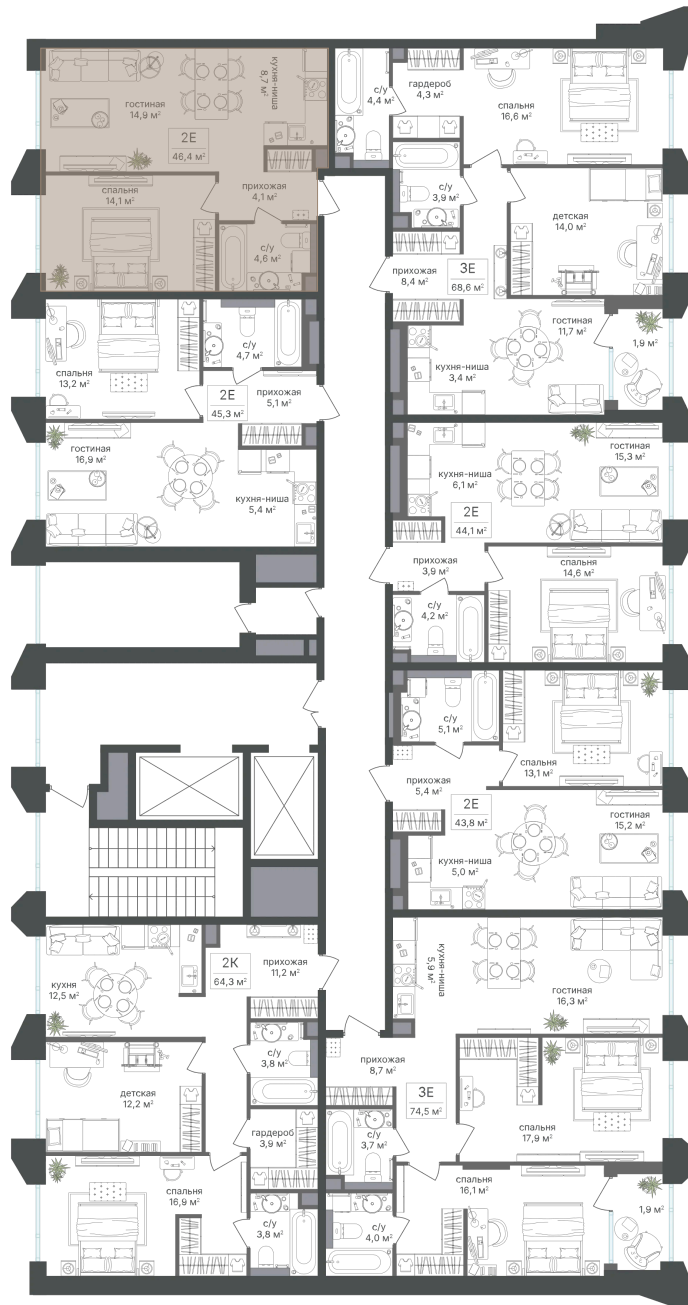 кухня-ниша
8,7 м²
гостиная
14,9 м²
2Е
46,4 м²
спальня
14,1 м²
прихожая
4,1 м²
с/у
4,6 м²
с/у
4,4 м²
гардероб
4,3 м²
спальня
16,6 м²
с/у
3,9 м²
детская
14,0 м²
прихожая
8,4 м²
3Е
68,6 м²
гостиная
11,7 м²
1,9 м²
кухня-ниша
3,4 м²
спальня
13,2 м²
с/у
4,7 м²
2Е
45,3 м²
прихожая
5,1 м²
гостиная
16,9 м²
кухня-ниша
5,4 м²
кухня-ниша
6,1 м²
гостиная
15,3 м²
2Е
44,1 м²
прихожая
3,9 м²
спальня
14,6 м²
с/у
4,2 м²
с/у
5,1 м²
спальня
13,1 м²
прихожая
5,4 м²
2Е
43,8 м²
гостиная
15,2 м²
кухня-ниша
5,0 м²
кухня
12,5 м²
2К
64,3 м²
прихожая
11,2 м²
кухня-ниша
5,9 м²
гостиная
16,3 м²
с/у
3,8 м²
детская
12,2 м²
прихожая
8,7 м²
3Е
74,5 м²
гардероб
3,9 м²
с/у
3,7 м²
спальня
17,9 м²
спальня
16,9 м²
с/у
3,8 м²
с/у
4,0 м²
спальня
16,1 м²
1,9 м²